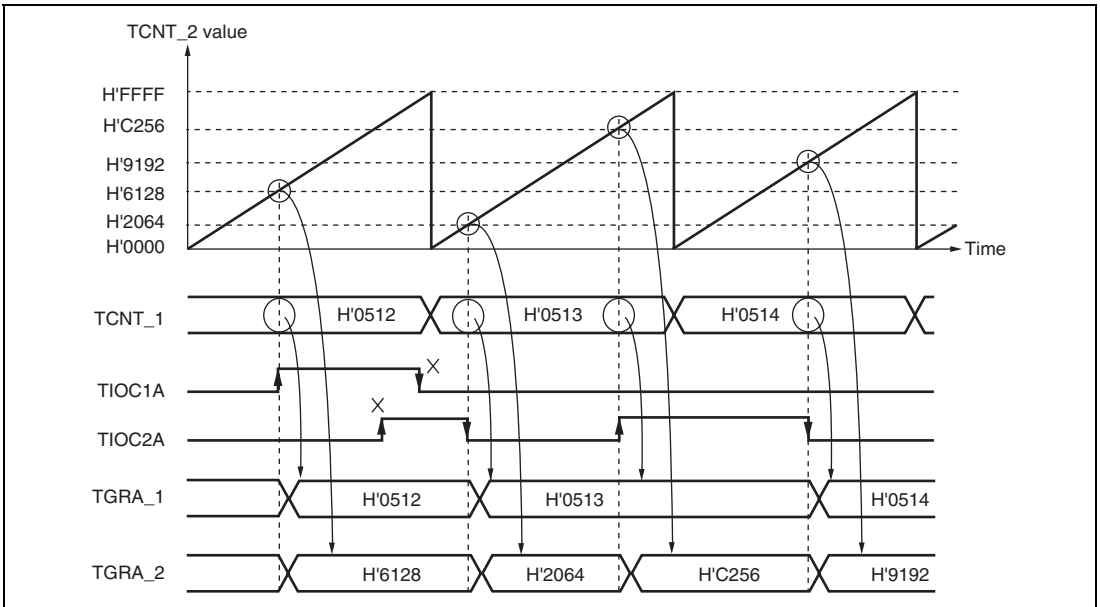 TCNT_2 value
H'FFFF
H'C256
H'9192
H'6128
H'2064
H'0000
Time
TCNT_1 H'0512 H'0513 H'0514
TIOC1A X
TIOC2A X
TGRA_1 H'0512 H'0513 H'0514
TGRA_2 H'6128 H'2064 H'C256 H'9192